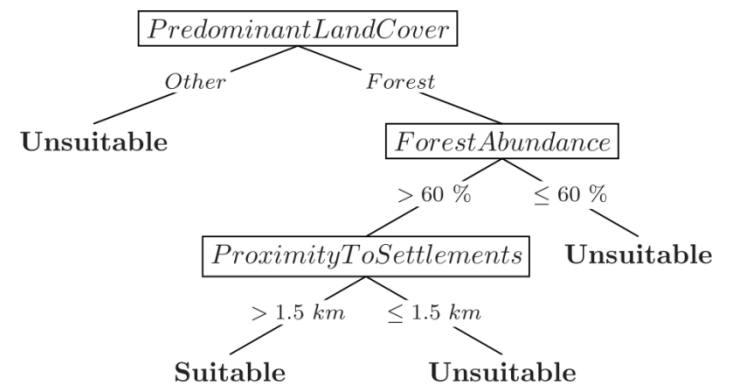 PredominantLandCover
Other Forest
Unsuitable
ForestAbundance
> 60 % ≤ 60 %
ProximityToSettlements
Unsuitable
> 1.5 km ≤ 1.5 km
Suitable Unsuitable